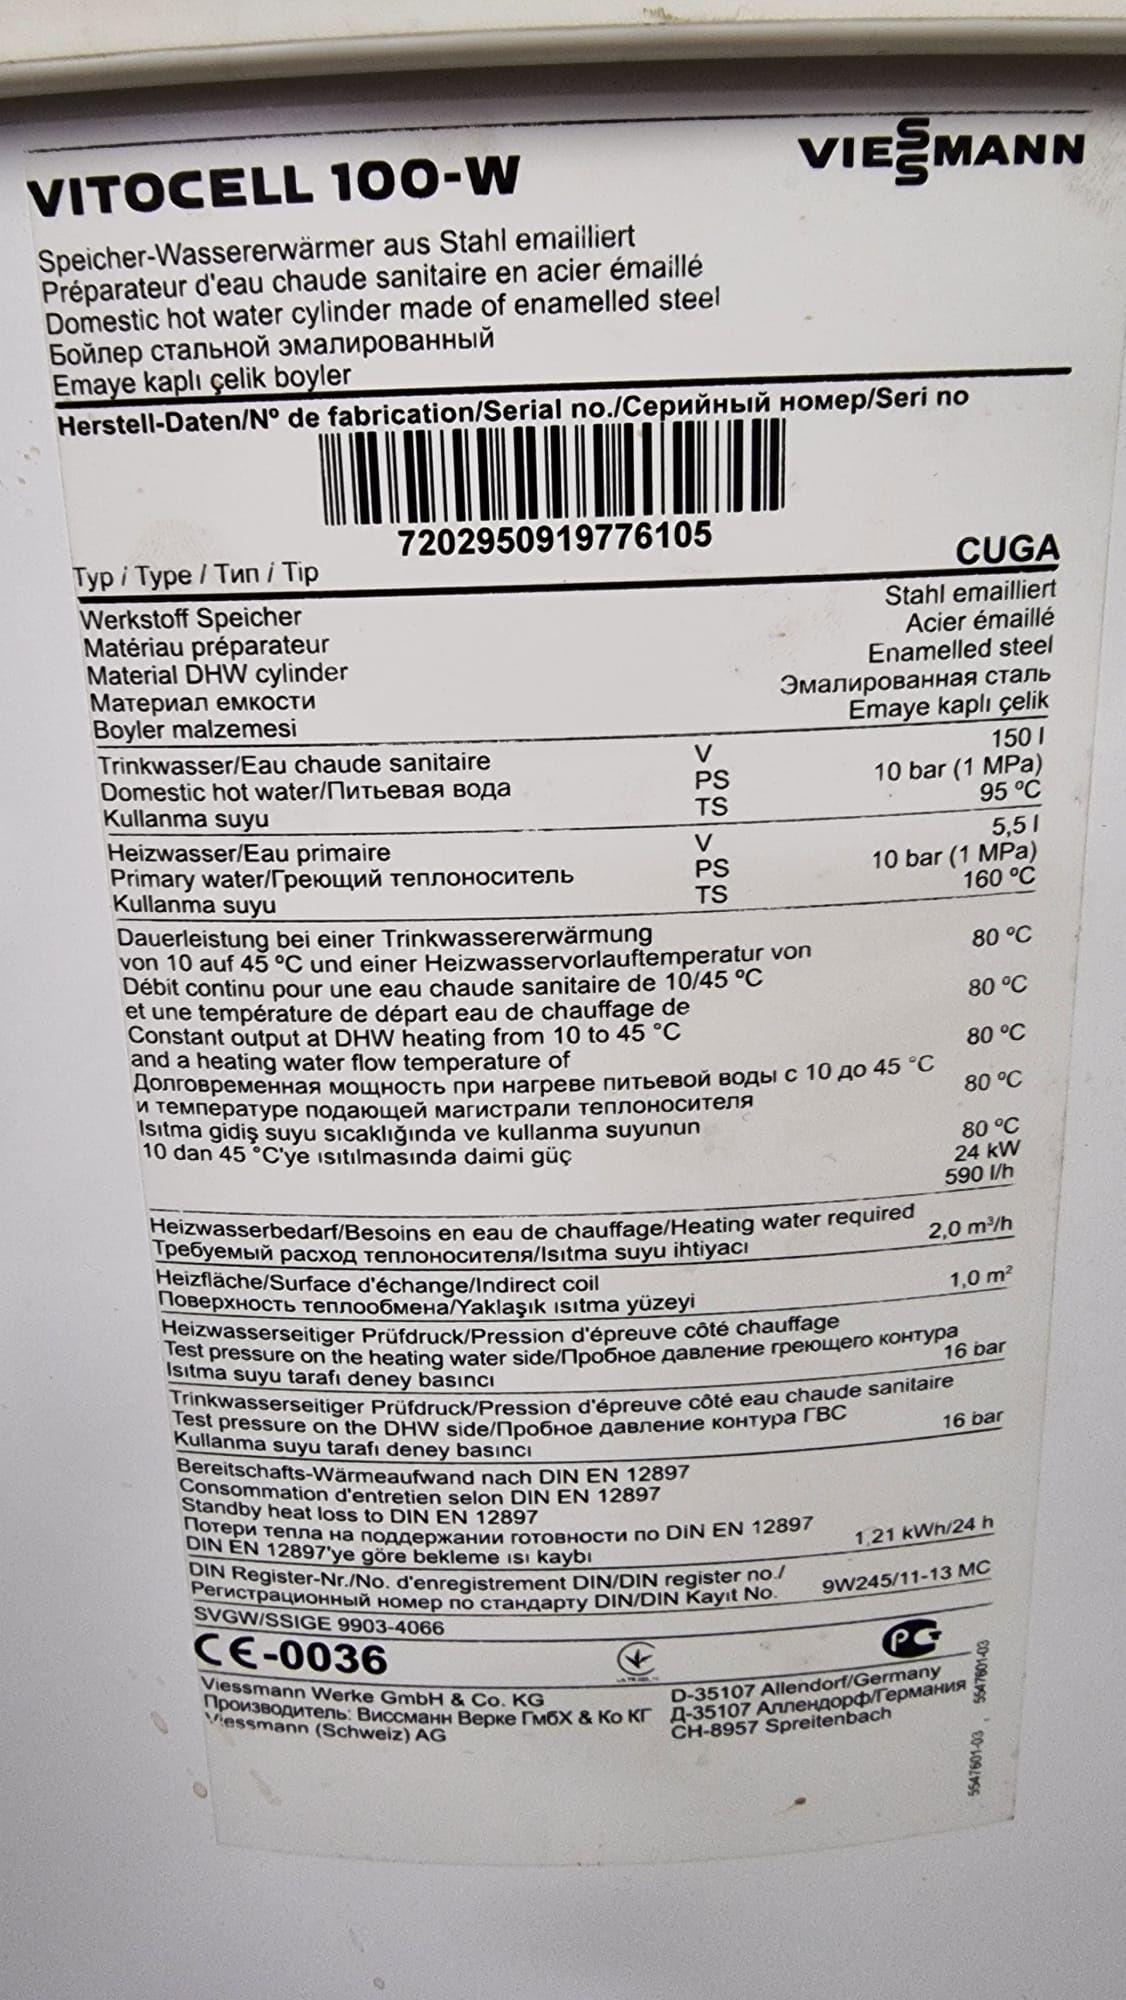 VITOCELL 100-W
VIESSMANN
Speicher-Wassererwärmer aus Stahl emailliert
Préparateur d'eau chaude sanitaire en acier émaillé
Domestic hot water cylinder made of enamelled steel
Бойлер стальной эмалированный
Emaye kaplı çelik boyler
Herstell-Daten/Nº de fabrication/Serial no./Серийный номер/Seri no
7202950919776105
Typ / Type / Тип / Tip CUGA
Werkstoff Speicher Stahl emailliert
Matériau préparateur Acier émaillé
Material DHW cylinder Enamelled steel
Материал емкости Эмалированная сталь
Boyler malzemesi Emaye kaplı çelik
Trinkwasser/Eau chaude sanitaire V 150 l
Domestic hot water/Питьевая вода PS 10 bar (1 MPa)
Kullanma suyu TS 95 ºC
Heizwasser/Eau primaire V 5,5 l
Primary water/Греющий теплоноситель PS 10 bar (1 MPa)
Kullanma suyu TS 160 ºC
Dauerleistung bei einer Trinkwassererwärmung
von 10 auf 45 ºC und einer Heizwasservorlauftemperatur von 80 ºC
Débit continu pour une eau chaude sanitaire de 10/45 ºC
et une température de départ eau de chauffage de 80 ºC
Constant output at DHW heating from 10 to 45 °C
and a heating water flow temperature of 80 ºC
Долговременная мощность при нагреве питьевой воды с 10 до 45 °C
и температуре подающей магистрали теплоносителя 80 ºC
Isıtma gidiş suyu sıcaklığında ve kullanma suyunun
10 dan 45 °C'ye ısıtılmasında daimi güç 80 ºC
24 kW
590 l/h
Heizwasserbedarf/Besoins en eau de chauffage/Heating water required
Требуемый расход теплоносителя/Isıtma suyu ihtiyacı 2,0 m³/h
Heizfläche/Surface d'échange/Indirect coil
Поверхность теплообмена/Yaklaşık ısıtma yüzeyi 1,0 m²
Heizwasserseitiger Prüfdruck/Pression d'épreuve côté chauffage
Test pressure on the heating water side/Пробное давление греющего контура
Isıtma suyu tarafı deney basıncı 16 bar
Trinkwasserseitiger Prüfdruck/Pression d'épreuve côté eau chaude sanitaire
Test pressure on the DHW side/Пробное давление контура ГВС
Kullanma suyu tarafı deney basıncı 16 bar
Bereitschafts-Wärmeaufwand nach DIN EN 12897
Consommation d'entretien selon DIN EN 12897
Standby heat loss to DIN EN 12897
Потери тепла на поддержании готовности по DIN EN 12897
DIN EN 12897'ye göre bekleme ısı kaybı 1,21 kWh/24 h
DIN Register-Nr./No. d'enregistrement DIN/DIN register no./
Регистрационный номер по стандарту DIN/DIN Kayıt No. 9W245/11-13 MC
SVGW/SSIGE 9903-4066
CE-0036
PG
Viessmann Werke GmbH & Co. KG D-35107 Allendorf/Germany
Производитель: Виссманн Верке ГмбХ & Ко КГ Д-35107 Аллендорф/Германия
Viessmann (Schweiz) AG CH-8957 Spreitenbach
5547601-03 , 5547601-03